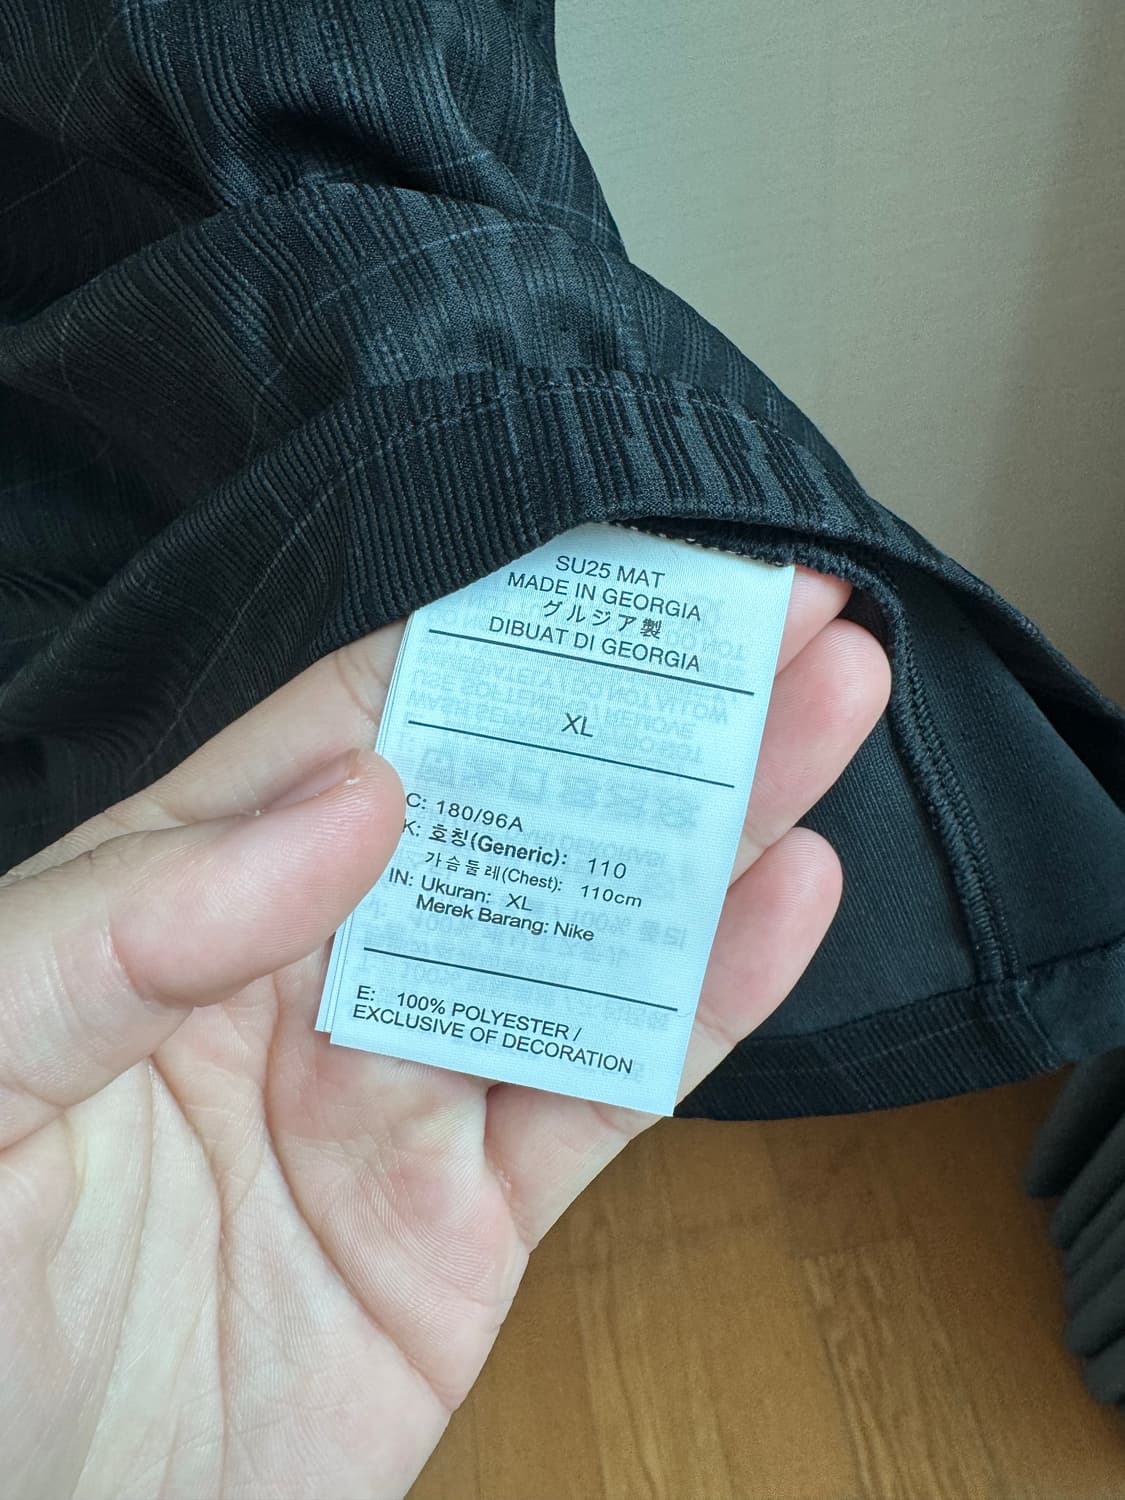 SU25 MAT
MADE IN GEORGIA
グルジア製
DIBUAT DI GEORGIA
XL
C: 180/96A
K: 호칭(Generic): 110
가슴둘레(Chest): 110cm
IN: Ukuran: XL
Merek Barang: Nike
E: 100% POLYESTER /
EXCLUSIVE OF DECORATION